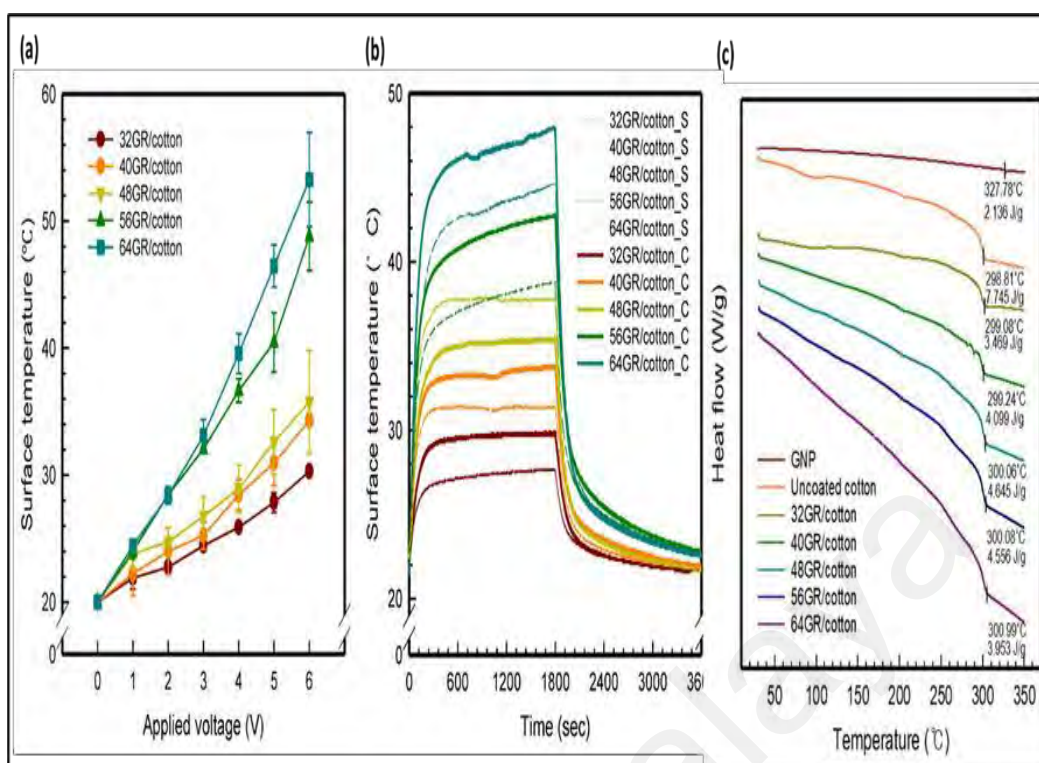 (a)
60
50
40
30
20
0
Surface temperature (°C)
32GR/cotton
40GR/cotton
48GR/cotton
56GR/cotton
64GR/cotton
0 1 2 3 4 5 6
Applied voltage (V)
(b)
50
40
30
20
0
Surface temperature (° C)
32GR/cotton_S
40GR/cotton_S
48GR/cotton_S
56GR/cotton_S
64GR/cotton_S
32GR/cotton_C
40GR/cotton_C
48GR/cotton_C
56GR/cotton_C
64GR/cotton_C
0 600 1200 1800 2400 3000 36
Time (sec)
(c)
Heat flow (W/g)
327.78°C
2.136 J/g
298.81°C
7.745 J/g
299.08°C
3.469 J/g
299.24°C
4.099 J/g
300.06°C
4.645 J/g
300.08°C
4.556 J/g
300.99°C
3.953 J/g
GNP
Uncoated cotton
32GR/cotton
40GR/cotton
48GR/cotton
56GR/cotton
64GR/cotton
50 100 150 200 250 300 350
Temperature (℃)
alaya